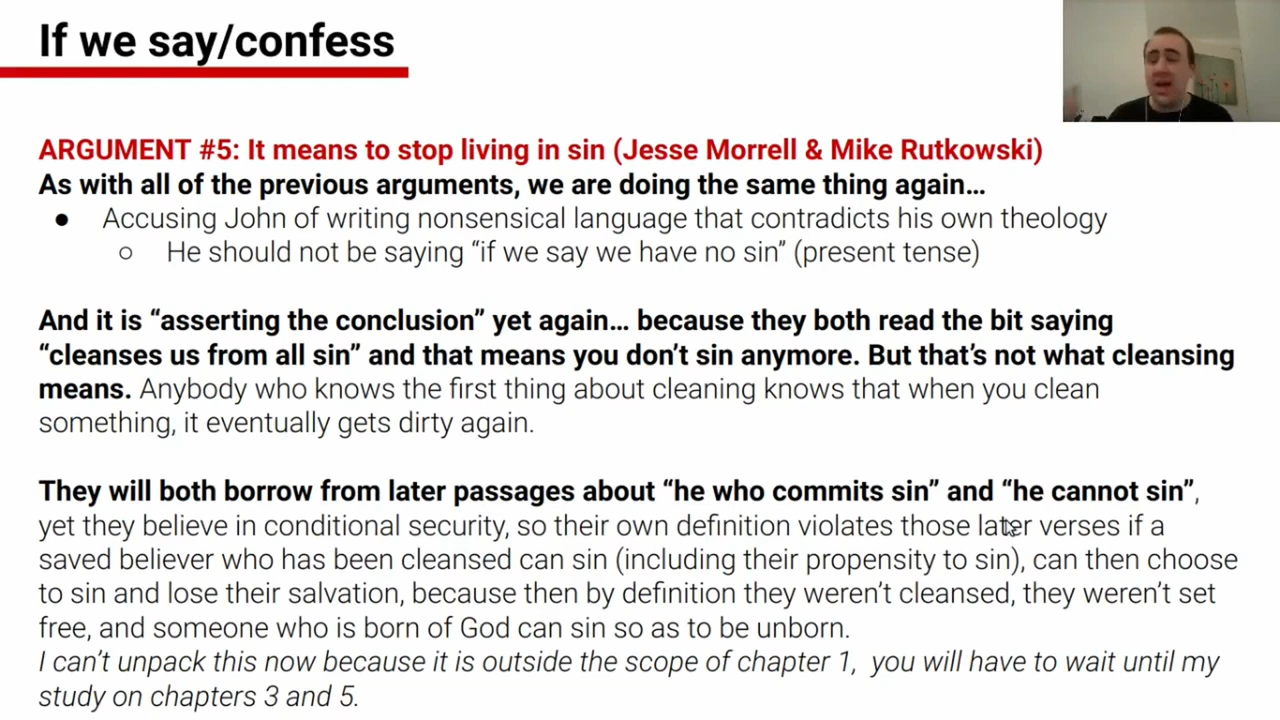 If we say/confess
ARGUMENT #5: It means to stop living in sin (Jesse Morrell & Mike Rutkowski)
As with all of the previous arguments, we are doing the same thing again…
● Accusing John of writing nonsensical language that contradicts his own theology
○ He should not be saying “if we say we have no sin” (present tense)
And it is “asserting the conclusion” yet again… because they both read the bit saying
“cleanses us from all sin” and that means you don’t sin anymore. But that’s not what cleansing
means. Anybody who knows the first thing about cleaning knows that when you clean
something, it eventually gets dirty again.
They will both borrow from later passages about “he who commits sin” and “he cannot sin”,
yet they believe in conditional security, so their own definition violates those later verses if a
saved believer who has been cleansed can sin (including their propensity to sin), can then choose
to sin and lose their salvation, because then by definition they weren’t cleansed, they weren’t set
free, and someone who is born of God can sin so as to be unborn.
I can’t unpack this now because it is outside the scope of chapter 1, you will have to wait until my
study on chapters 3 and 5.